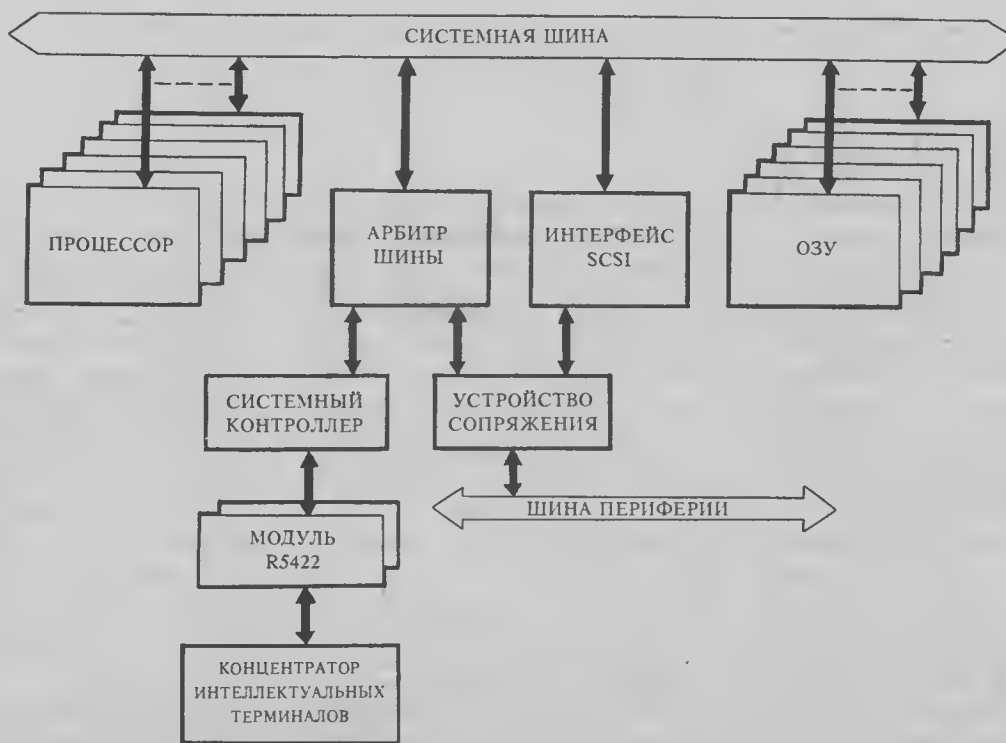 СИСТЕМНАЯ ШИНА
ПРОЦЕССОР
АРБИТР
ШИНЫ
ИНТЕРФЕЙС
SCSI
ОЗУ
СИСТЕМНЫЙ
КОНТРОЛЛЕР
УСТРОЙСТВО
СОПРЯЖЕНИЯ
ШИНА ПЕРИФЕРИИ
МОДУЛЬ
R5422
КОНЦЕНТРАТОР
ИНТЕЛЛЕКТУАЛЬНЫХ
ТЕРМИНАЛОВ